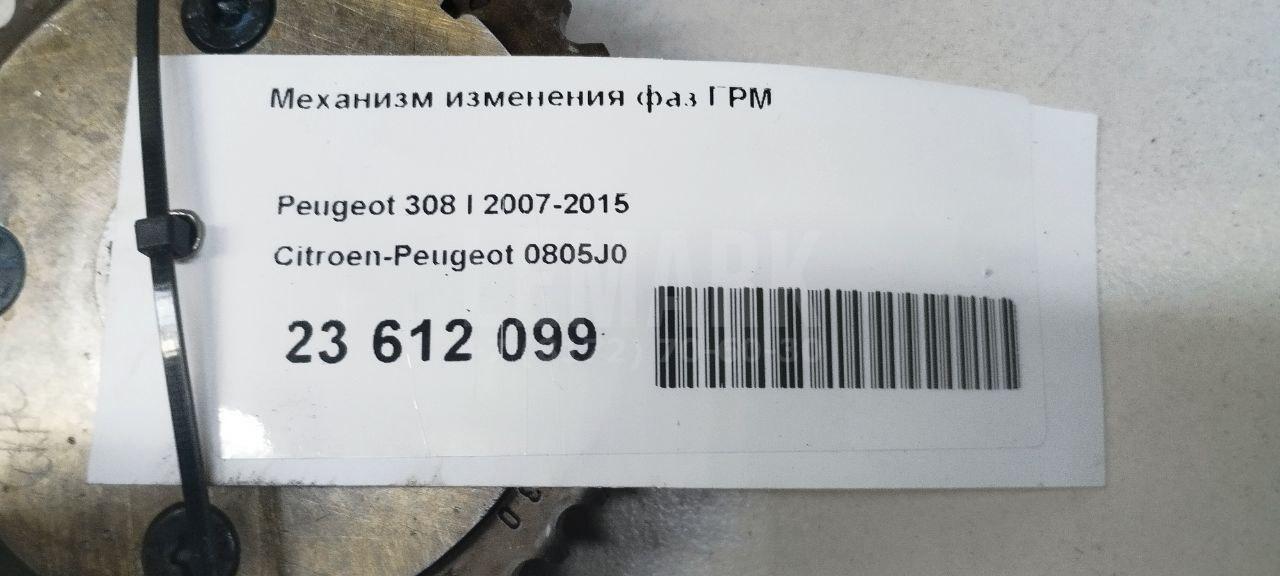 Механизм изменения фаз ГРМ
Peugeot 308 I 2007-2015
Citroen-Peugeot 0805J0
23 612 099